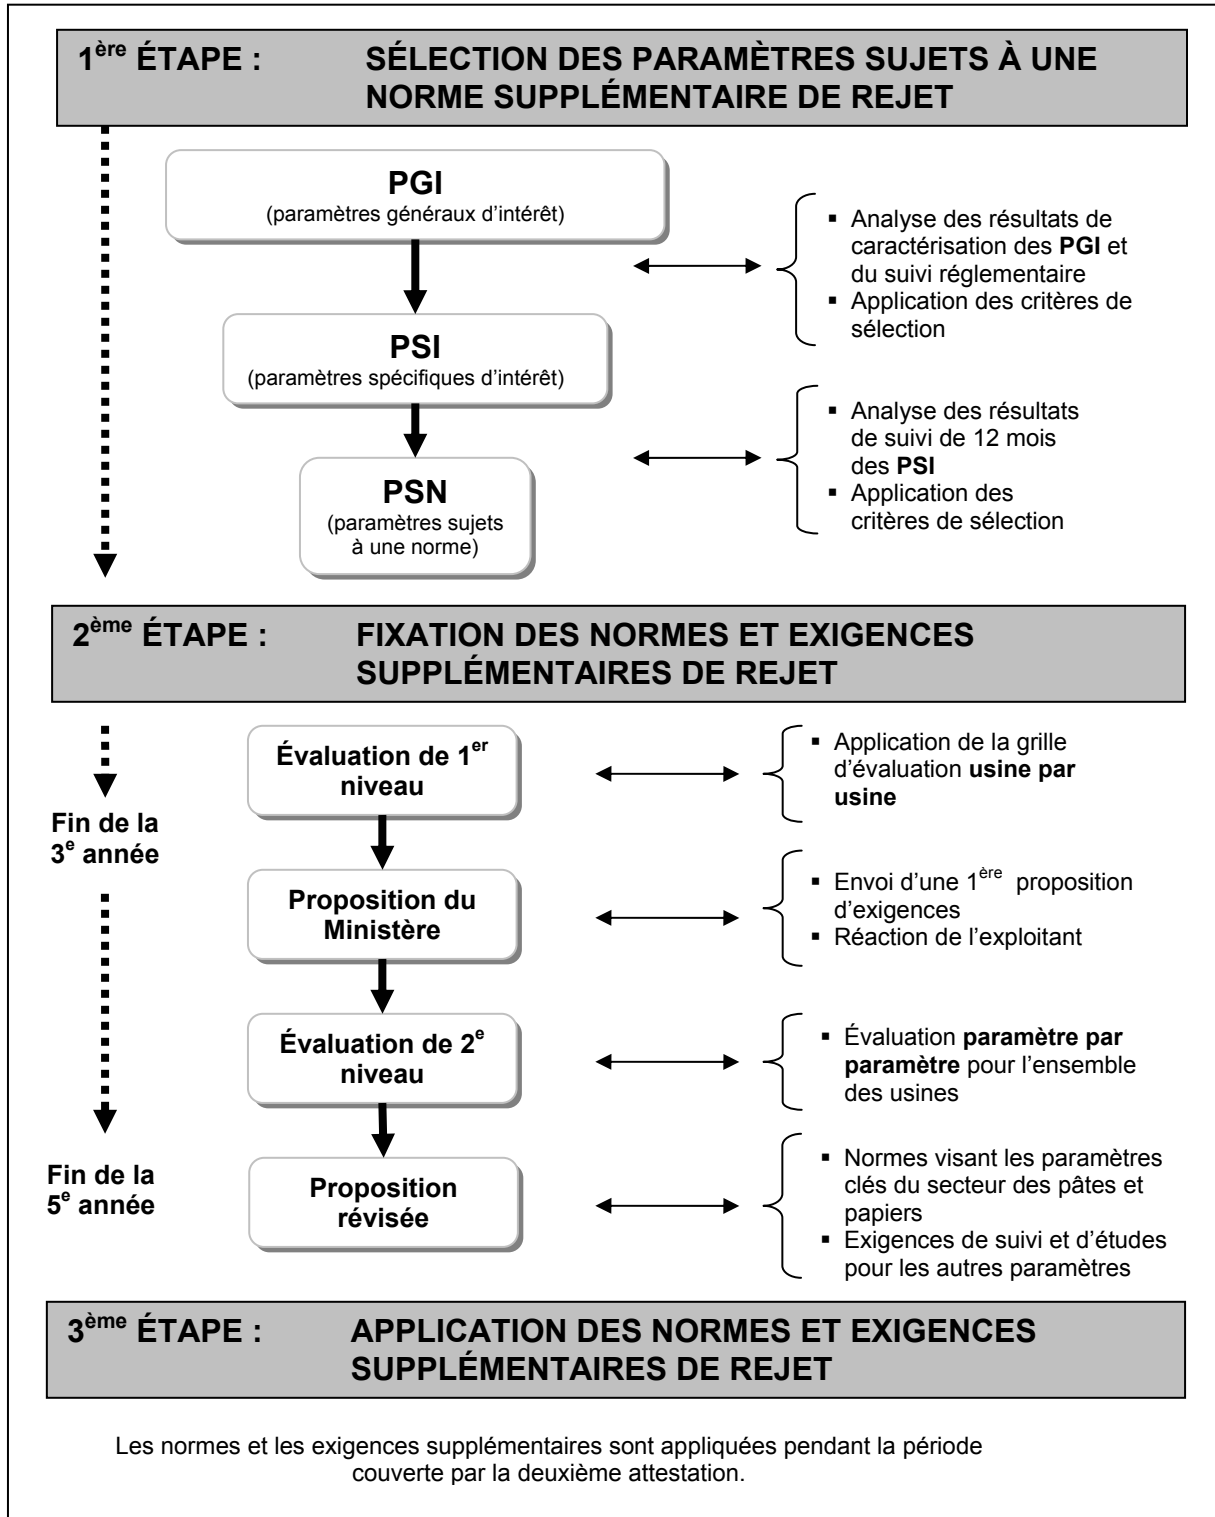 1ère ÉTAPE : SÉLECTION DES PARAMÈTRES SUJETS À UNE
NORME SUPPLÉMENTAIRE DE REJET
PGI
(paramètres généraux d’intérêt)
▪ Analyse des résultats de
caractérisation des PGI et
du suivi réglementaire
▪ Application des critères de
sélection
PSI
(paramètres spécifiques d’intérêt)
▪ Analyse des résultats
de suivi de 12 mois
des PSI
▪ Application des
critères de sélection
PSN
(paramètres sujets
à une norme)
2ème ÉTAPE : FIXATION DES NORMES ET EXIGENCES
SUPPLÉMENTAIRES DE REJET
Évaluation de 1er
niveau
▪ Application de la grille
d’évaluation usine par
usine
Fin de la
3e année
Proposition du
Ministère
▪ Envoi d’une 1ère proposition
d’exigences
▪ Réaction de l’exploitant
Évaluation de 2e
niveau
▪ Évaluation paramètre par
paramètre pour l’ensemble
des usines
Fin de la
5e année
Proposition
révisée
▪ Normes visant les paramètres
clés du secteur des pâtes et
papiers
▪ Exigences de suivi et d’études
pour les autres paramètres
3ème ÉTAPE : APPLICATION DES NORMES ET EXIGENCES
SUPPLÉMENTAIRES DE REJET
Les normes et les exigences supplémentaires sont appliquées pendant la période
couverte par la deuxième attestation.